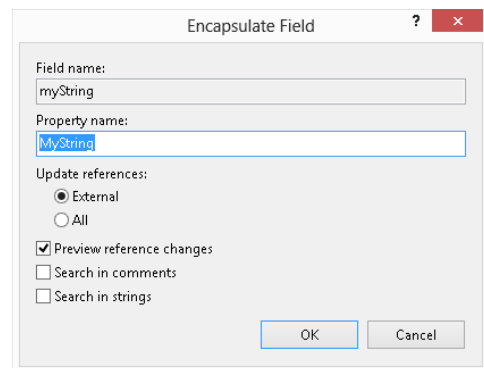 Encapsulate Field
?
×
Field name:
myString
Property name:
MyString
Update references:
External
All
Preview reference changes
Search in comments
Search in strings
OK
Cancel